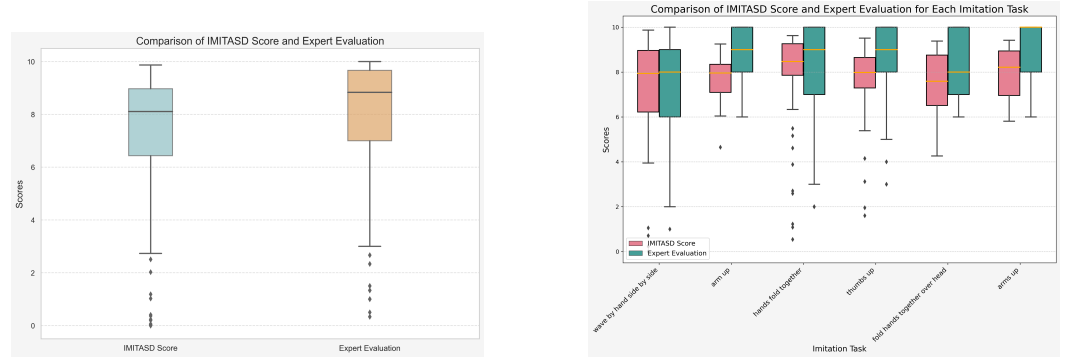 Comparison of IMITASD Score and Expert Evaluation
Scores
10
8
6
4
2
0
IMITASD Score
Expert Evaluation
Comparison of IMITASD Score and Expert Evaluation for Each Imitation Task
Scores
10
8
6
4
2
0
IMITASD Score
Expert Evaluation
wave by hand side by side
arm up
hands fold together
thumbs up
fold hands together over head
arms up
Imitation Task